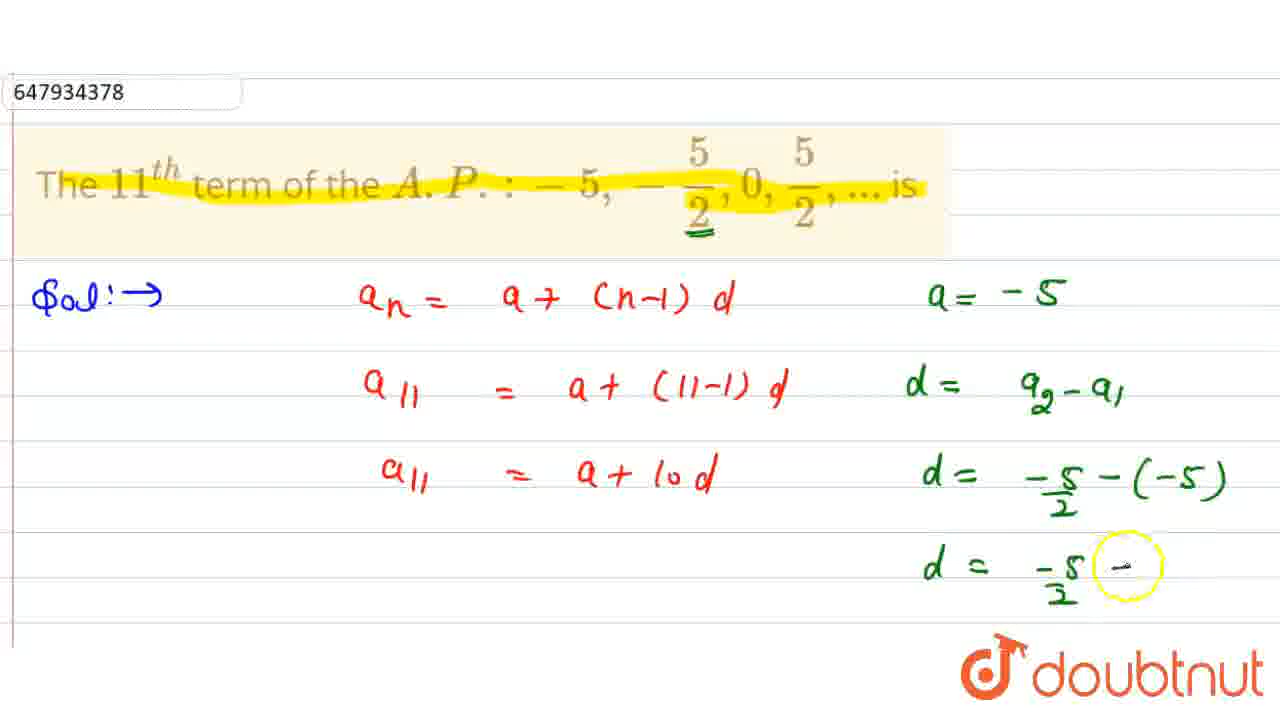 647934378
The 11th term of the A. P. : − 5, − 5/2, 0, 5/2, ... is
Sol :→ an = a + (n-1) d a = - 5
a11 = a + (11-1) d d = a2 - a1
a11 = a + 10d d = -5/2 - (-5)
d = -5/2 -
doubtnut